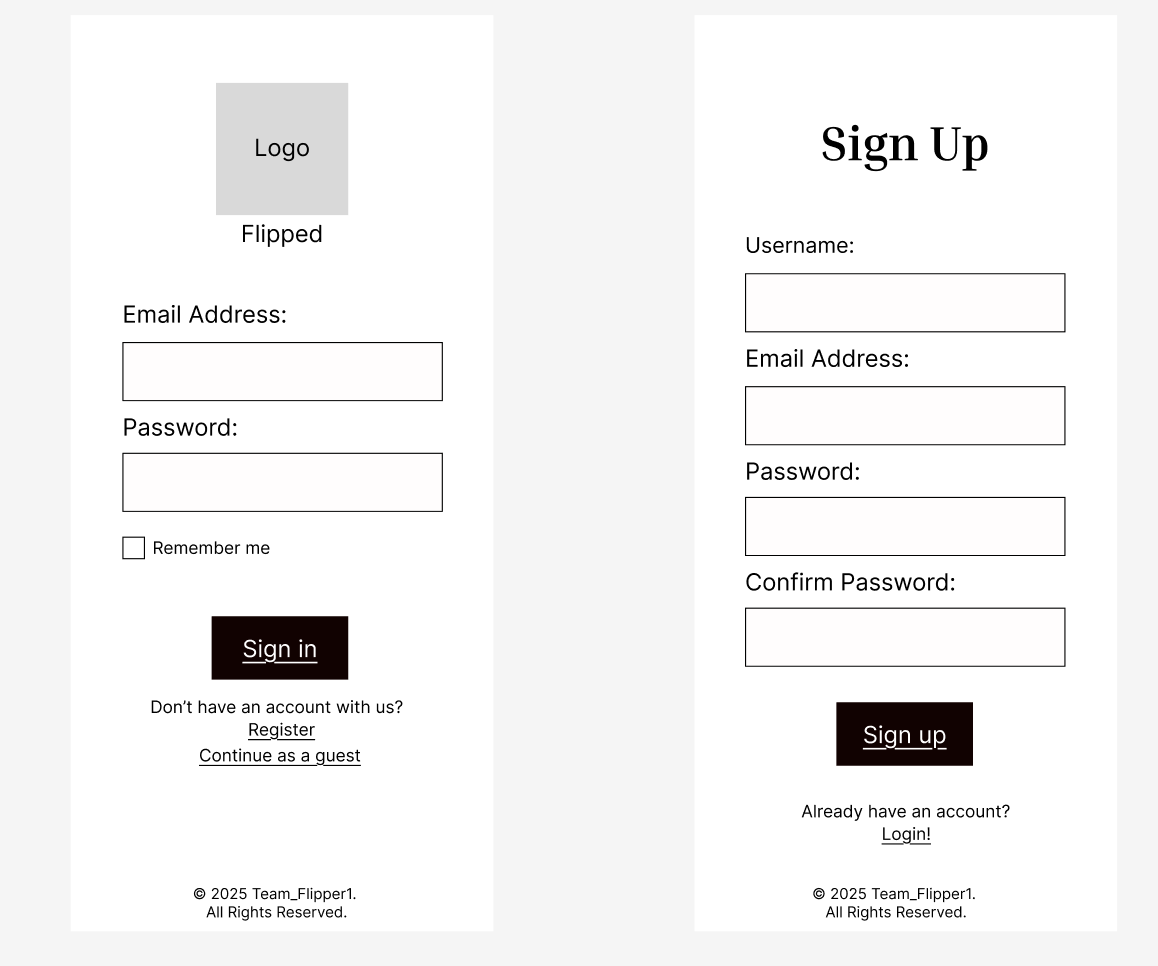 Logo
Flipped
Email Address:
Password:
Remember me
Sign in
Don’t have an account with us?
Register
Continue as a guest
© 2025 Team_Flipper1.
All Rights Reserved.
Sign Up
Username:
Email Address:
Password:
Confirm Password:
Sign up
Already have an account?
Login!
© 2025 Team_Flipper1.
All Rights Reserved.